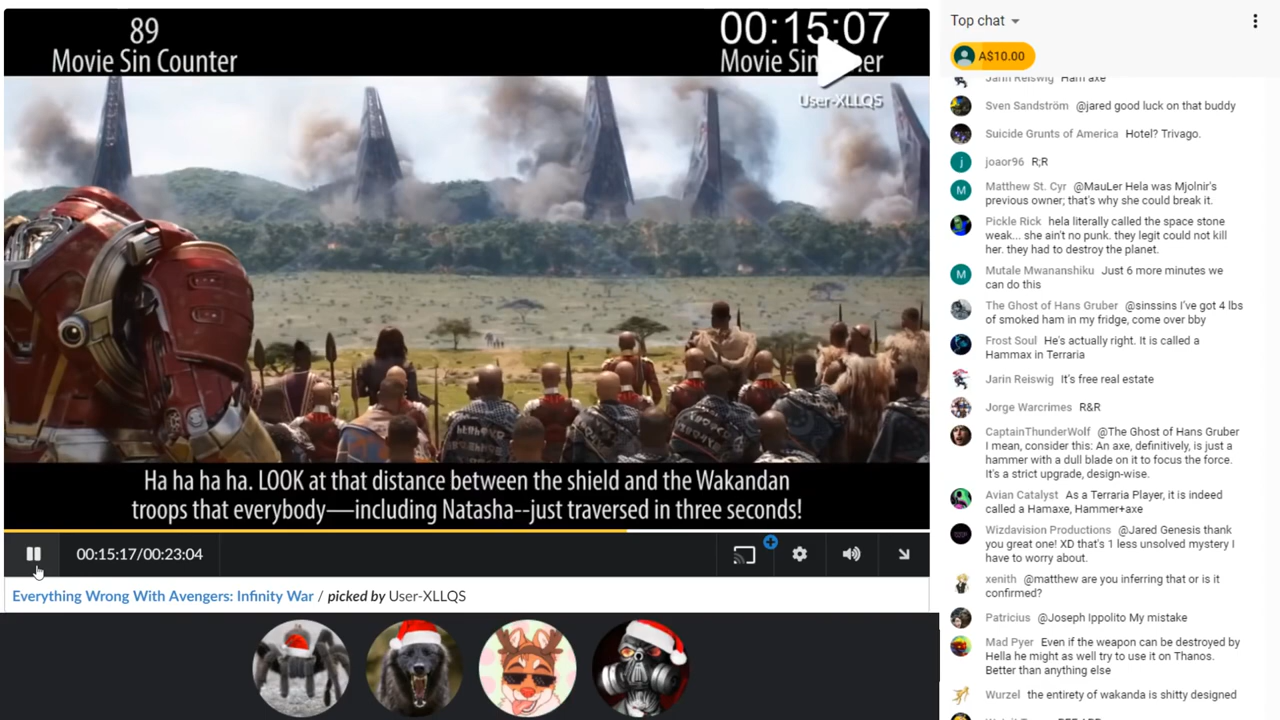 89
Movie Sin Counter
00:15:07
Movie Sin
er
User-XLLQS
Ha ha ha ha. LOOK at that distance between the shield and the Wakandan
troops that everybody—including Natasha--just traversed in three seconds!
00:15:17/00:23:04
Everything Wrong With Avengers: Infinity War / picked by User-XLLQS
Top chat
A$10.00
Jarin Reiswig Ham axe
Sven Sandström @jared good luck on that buddy
Suicide Grunts of America Hotel? Trivago.
j joaor96 R;R
M Matthew St. Cyr @MauLer Hela was Mjolnir's
previous owner; that's why she could break it.
Pickle Rick hela literally called the space stone
weak... she ain't no punk. they legit could not kill
her. they had to destroy the planet.
M Mutale Mwananshiku Just 6 more minutes we
can do this
The Ghost of Hans Gruber @sinssins I've got 4 lbs
of smoked ham in my fridge, come over bby
Frost Soul He's actually right. It is called a
Hammax in Terraria
Jarin Reiswig It's free real estate
Jorge Warcrimes R&R
CaptainThunderWolf @The Ghost of Hans Gruber
I mean, consider this: An axe, definitively, is just a
hammer with a dull blade on it to focus the force.
It's a strict upgrade, design-wise.
Avian Catalyst As a Terraria Player, it is indeed
called a Hamaxe, Hammer+axe
Wizdavision Productions @Jared Genesis thank
you great one! XD that's 1 less unsolved mystery I
have to worry about.
xenith @matthew are you inferring that or is it
confirmed?
Patricius @Joseph Ippolito My mistake
Mad Pyer Even if the weapon can be destroyed by
Hella he might as well try to use it on Thanos.
Better than anything else
Wurzel the entirety of wakanda is shitty designed